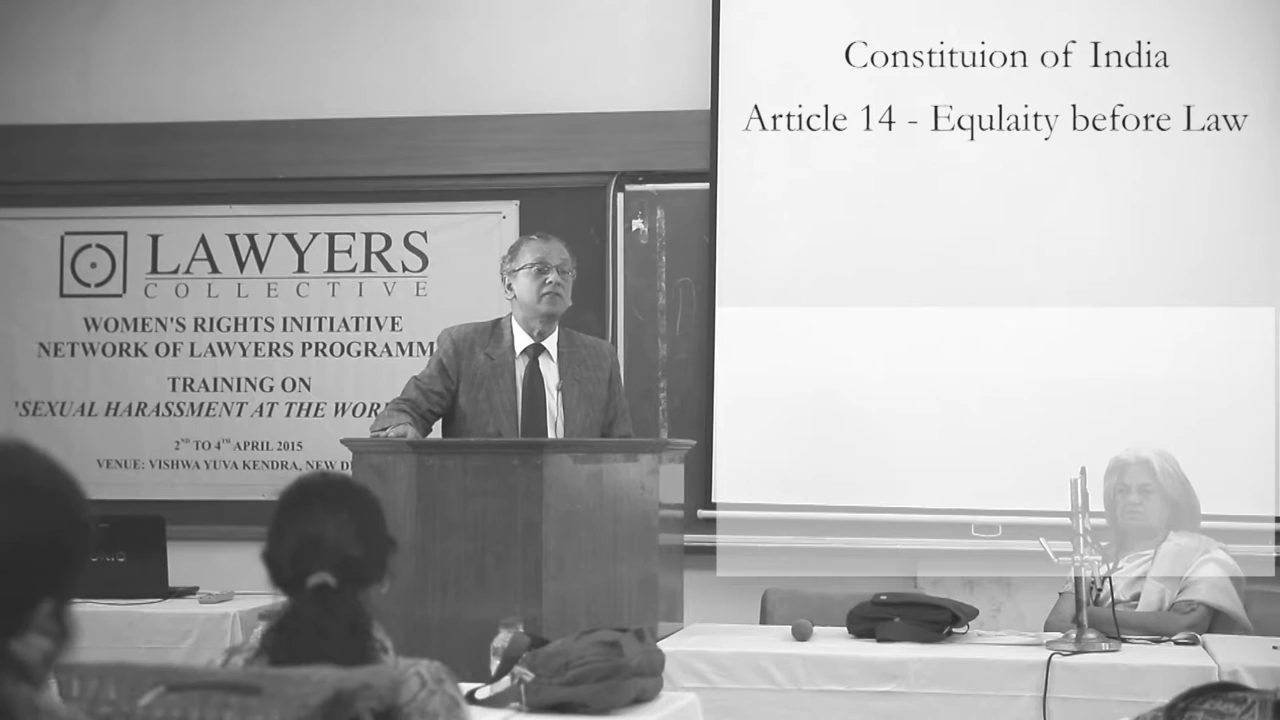 LAWYERS
COLLECTIVE
WOMEN'S RIGHTS INITIATIVE
NETWORK OF LAWYERS PROGRAMM
TRAINING ON
'SEXUAL HARASSMENT AT THE WOR
2ND TO 4TH APRIL 2015
VENUE: VISHWA YUVA KENDRA, NEW DE
Constituion of India
Article 14 - Equlaity before Law